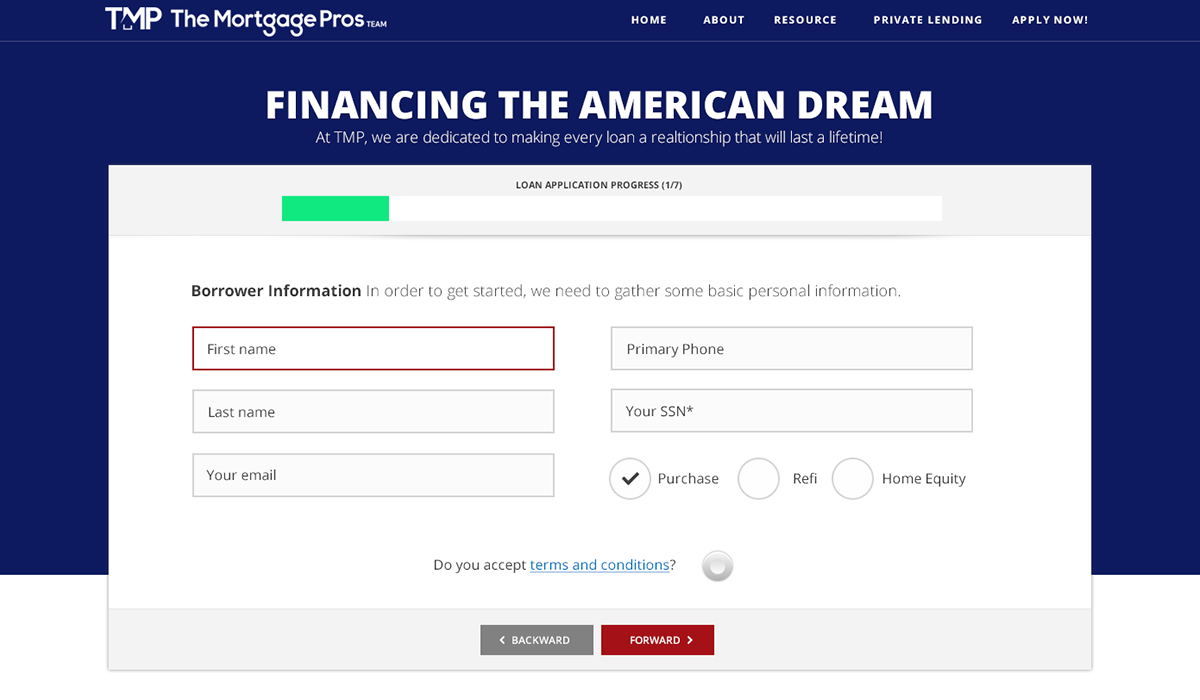 TMP The Mortgage Pros TEAM
HOME ABOUT RESOURCE PRIVATE LENDING APPLY NOW!
FINANCING THE AMERICAN DREAM
At TMP, we are dedicated to making every loan a realtionship that will last a lifetime!
LOAN APPLICATION PROGRESS (1/7)
Borrower Information In order to get started, we need to gather some basic personal information.
First name
Primary Phone
Last name
Your SSN*
Your email
Purchase Refi Home Equity
Do you accept terms and conditions?
BACKWARD FORWARD